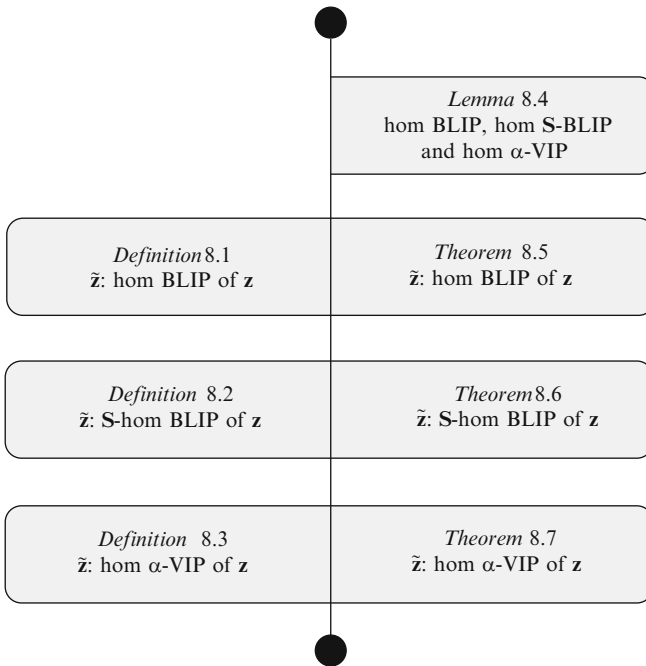 Lemma 8.4
hom BLIP, hom S-BLIP
and hom α-VIP
Definition 8.1
z̃: hom BLIP of z
Theorem 8.5
z̃: hom BLIP of z
Definition 8.2
z̃: S-hom BLIP of z
Theorem 8.6
z̃: S-hom BLIP of z
Definition 8.3
z̃: hom α-VIP of z
Theorem 8.7
z̃: hom α-VIP of z